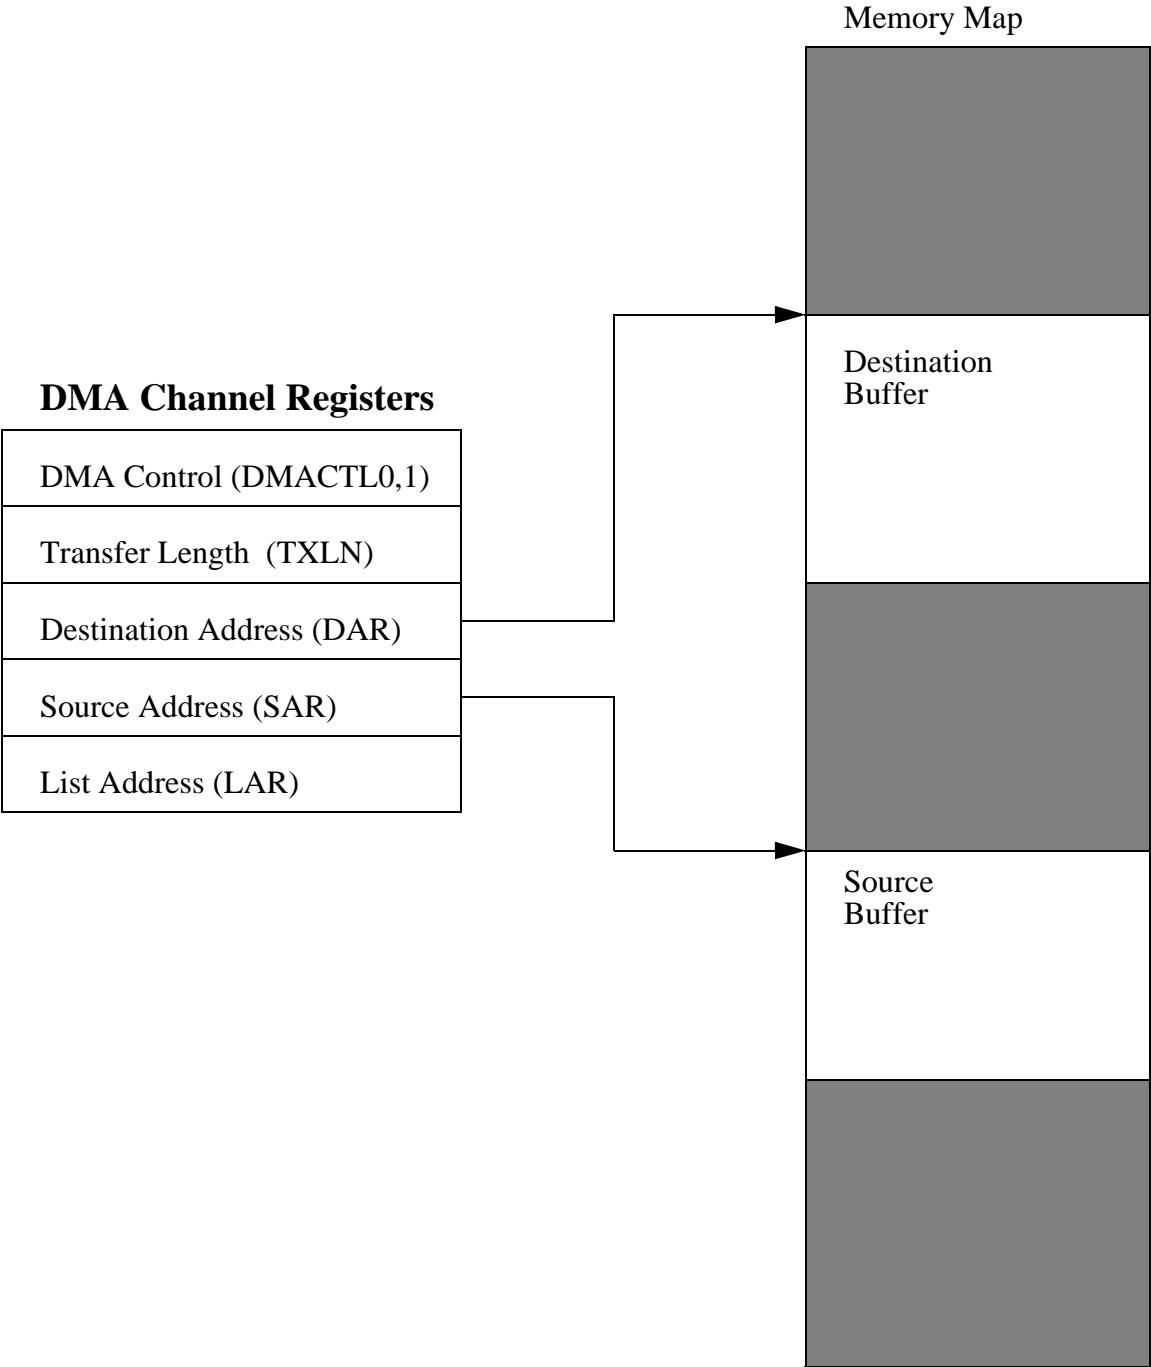 Memory Map
Destination
Buffer
DMA Channel Registers
DMA Control (DMACTL0,1)
Transfer Length  (TXLN)
Destination Address (DAR)
Source Address (SAR)
List Address (LAR)
Source
Buffer